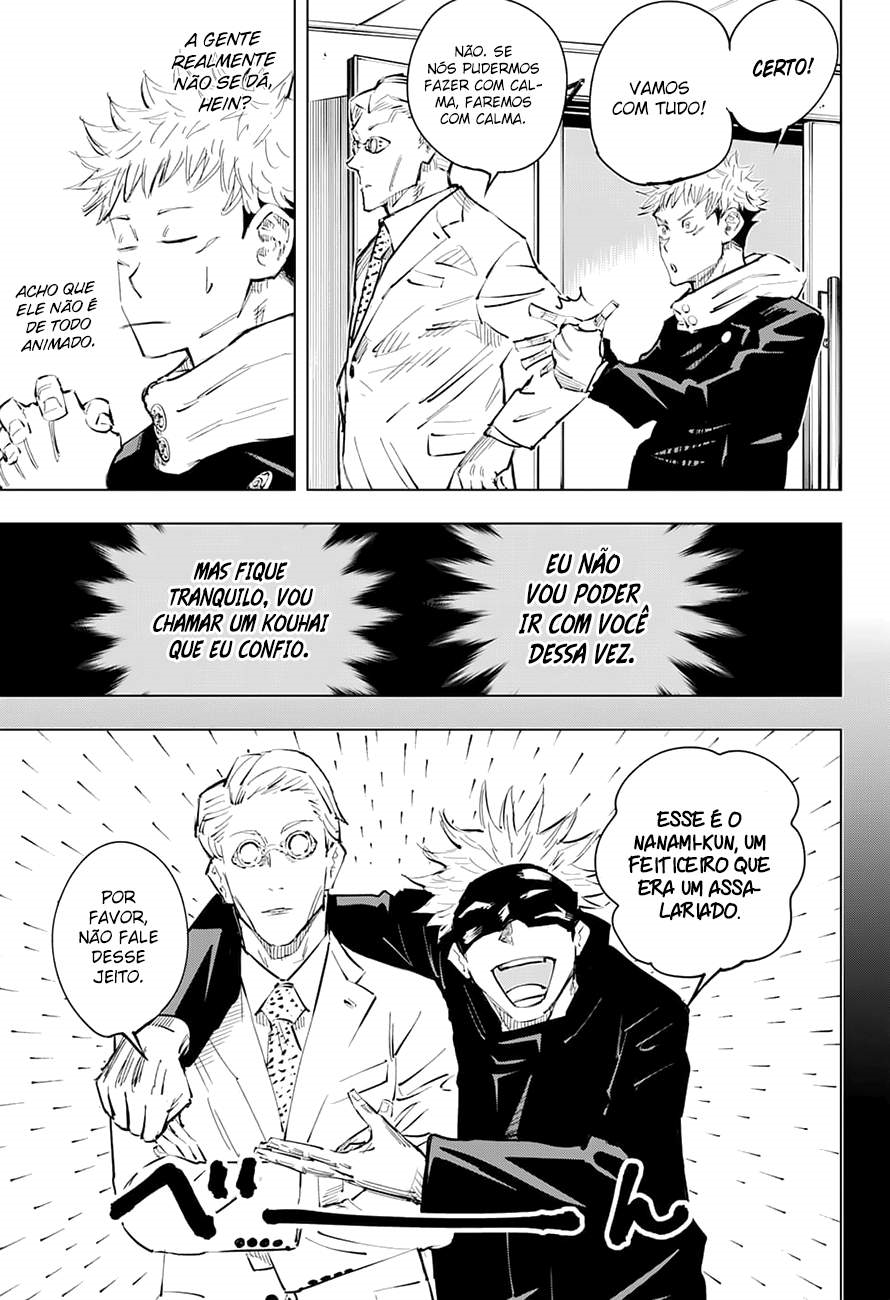 CERTO!
VAMOS
COM TUDO!
NÃO. SE
NÓS PUDERMOS
FAZER COM CAL-
MA, FAREMOS
COM CALMA.
A GENTE
REALMENTE
NÃO SE DÁ,
HEIN?
ACHO QUE
ELE NÃO É
DE TODO
ANIMADO.
EU NÃO
VOU PODER
IR COM VOCÊ
DESSA VEZ.
MAS FIQUE
TRANQUILO, VOU
CHAMAR UM KOUHAI
QUE EU CONFIO.
ESSE É O
NANAMI-KUN, UM
FEITICEIRO QUE
ERA UM ASSA-
LARIADO.
POR
FAVOR,
NÃO FALE
DESSE
JEITO.
べーん